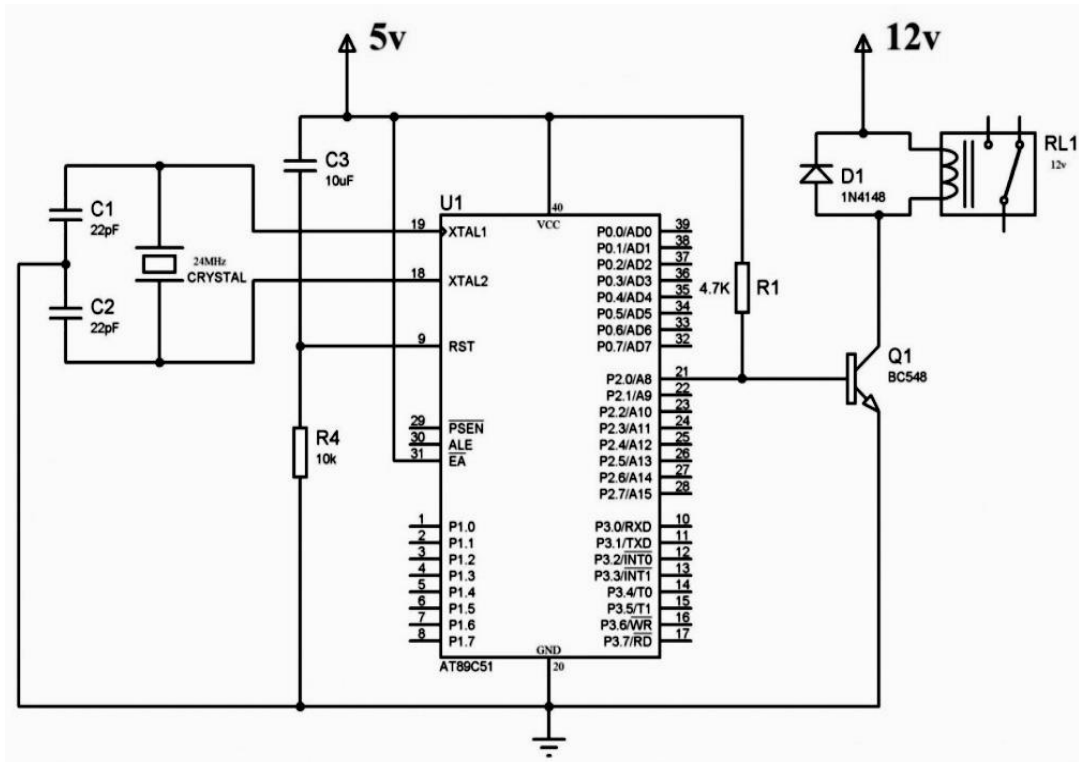 5v
12v
C3
10uF
C1
22pF
C2
22pF
24MHz
CRYSTAL
R4
10k
U1
40
VCC
19 XTAL1
18 XTAL2
9 RST
29 PSEN
30 ALE
31 EA
1 P1.0
2 P1.1
3 P1.2
4 P1.3
5 P1.4
6 P1.5
7 P1.6
8 P1.7
P0.0/AD0 39
P0.1/AD1 38
P0.2/AD2 37
P0.3/AD3 36
P0.4/AD4 35
P0.5/AD5 34
P0.6/AD6 33
P0.7/AD7 32
P2.0/A8 21
P2.1/A9 22
P2.2/A10 23
P2.3/A11 24
P2.4/A12 25
P2.5/A13 26
P2.6/A14 27
P2.7/A15 28
P3.0/RXD 10
P3.1/TXD 11
P3.2/INT0 12
P3.3/INT1 13
P3.4/T0 14
P3.5/T1 15
P3.6/WR 16
P3.7/RD 17
GND
20
AT89C51
4.7K R1
D1
1N4148
RL1
12v
Q1
BC548